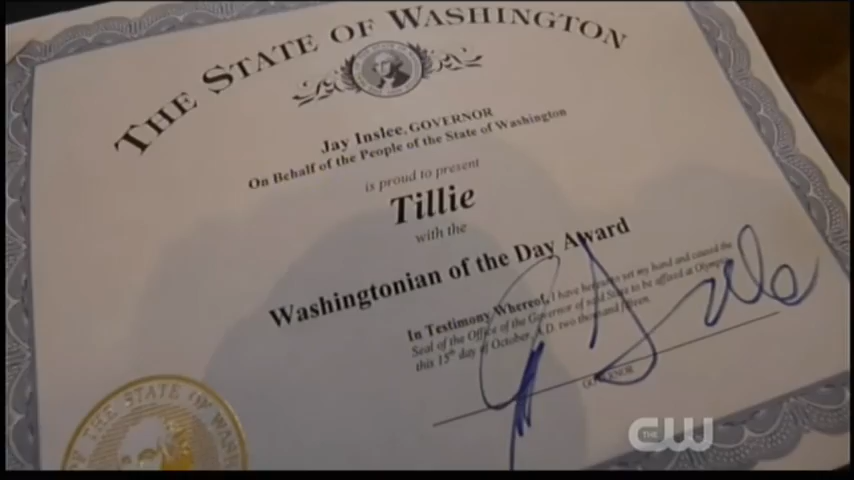 THE STATE OF WASHINGTON
Jay Inslee, GOVERNOR
On Behalf of the People of the State of Washington
is proud to present
Tillie
with the
Washingtonian of the Day Award
In Testimony Whereof, I have hereunto set my hand and caused the
Seal of the Office of the Governor of said State to be affixed at Olympia
this 15th day of October, A.D. two thousand fifteen.
GOVERNOR
THE STATE OF WASH
THE CW